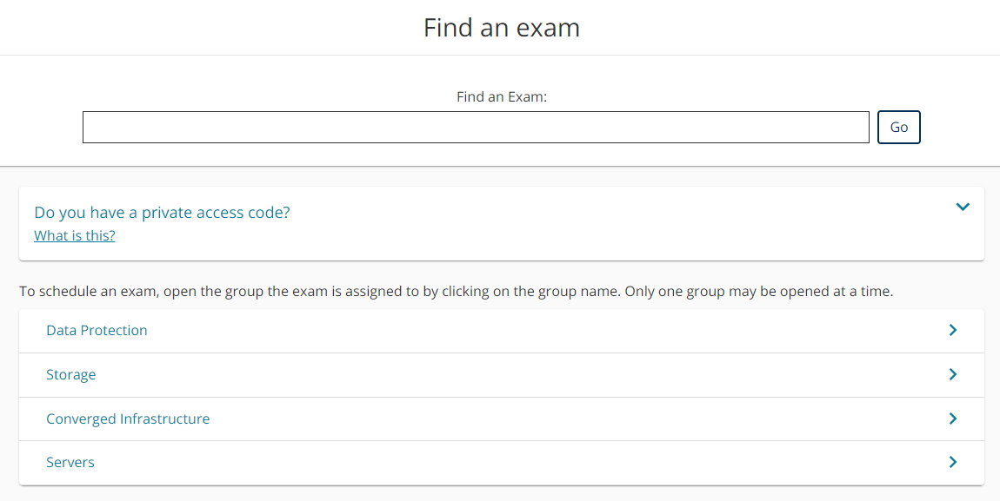 Find an exam
Find an Exam:
Go
Do you have a private access code?
What is this?
To schedule an exam, open the group the exam is assigned to by clicking on the group name. Only one group may be opened at a time.
Data Protection
Storage
Converged Infrastructure
Servers